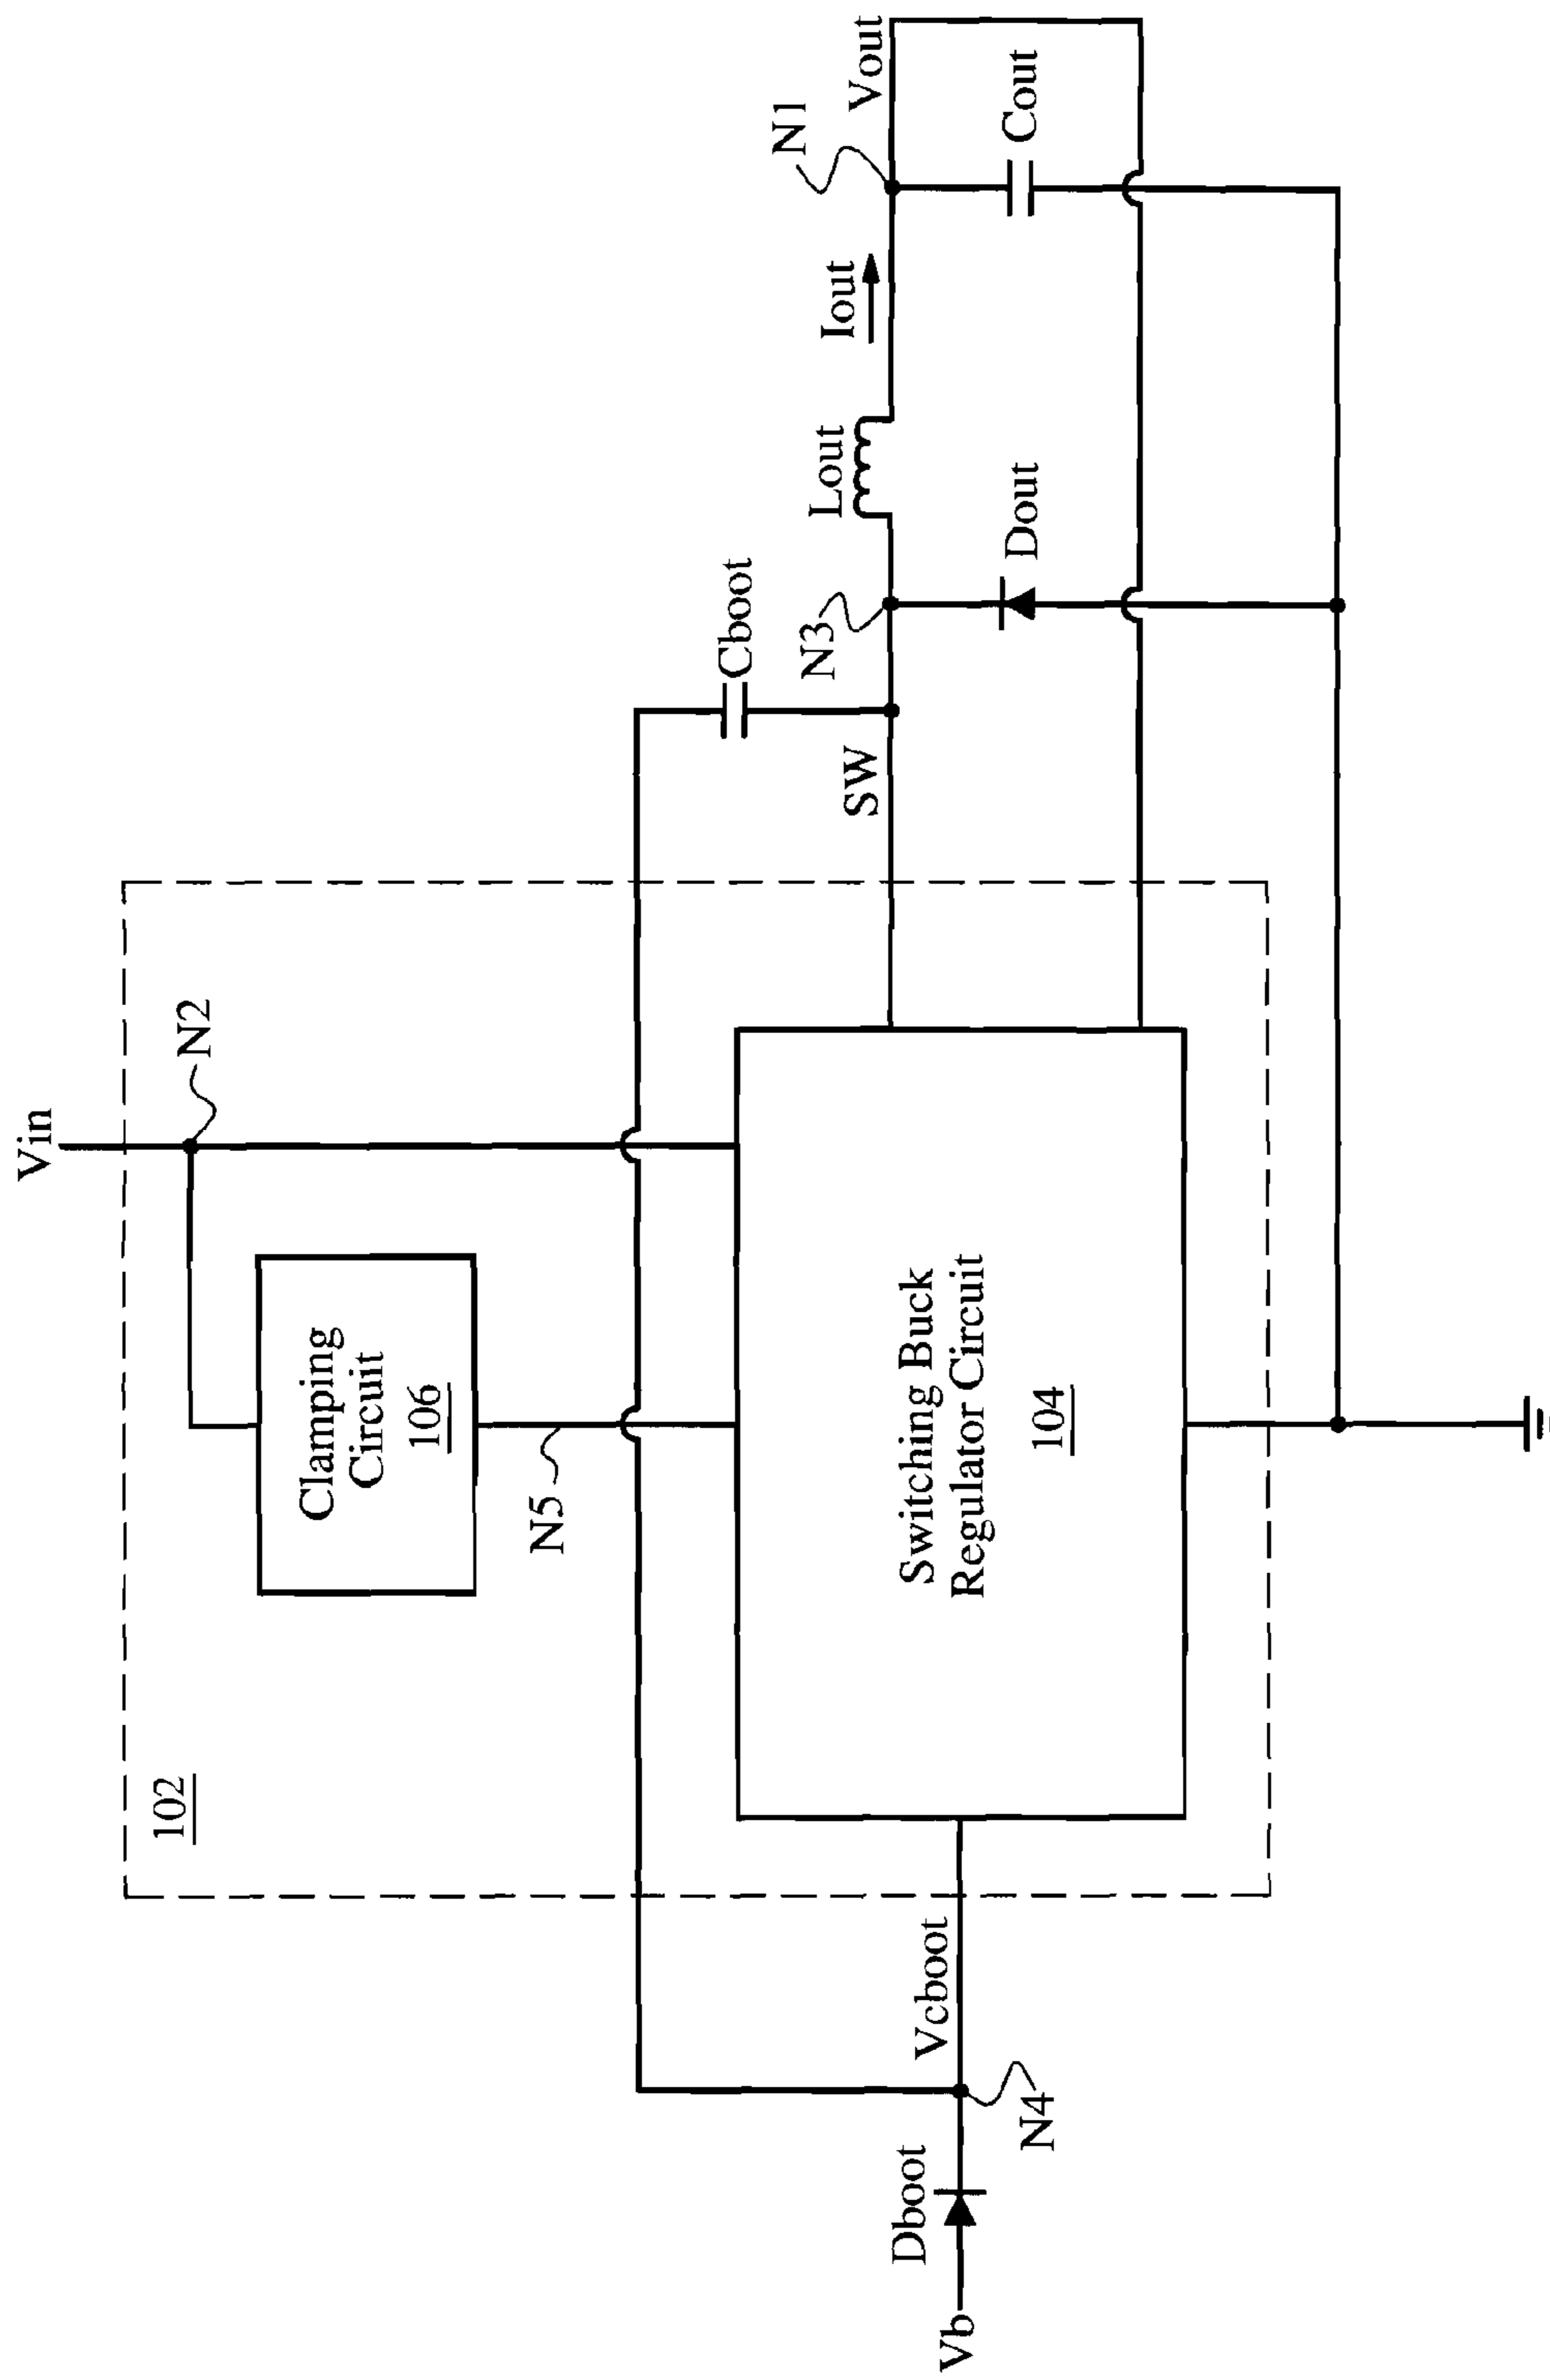 Vin
N2
102
Clamping
Circuit
106
N5
Switching Buck
Regulator Circuit
104
Vb
Dboot
N4
Vcboot
Cboot
SW
N3
Lout
Dout
Iout
N1
Vout
Cout